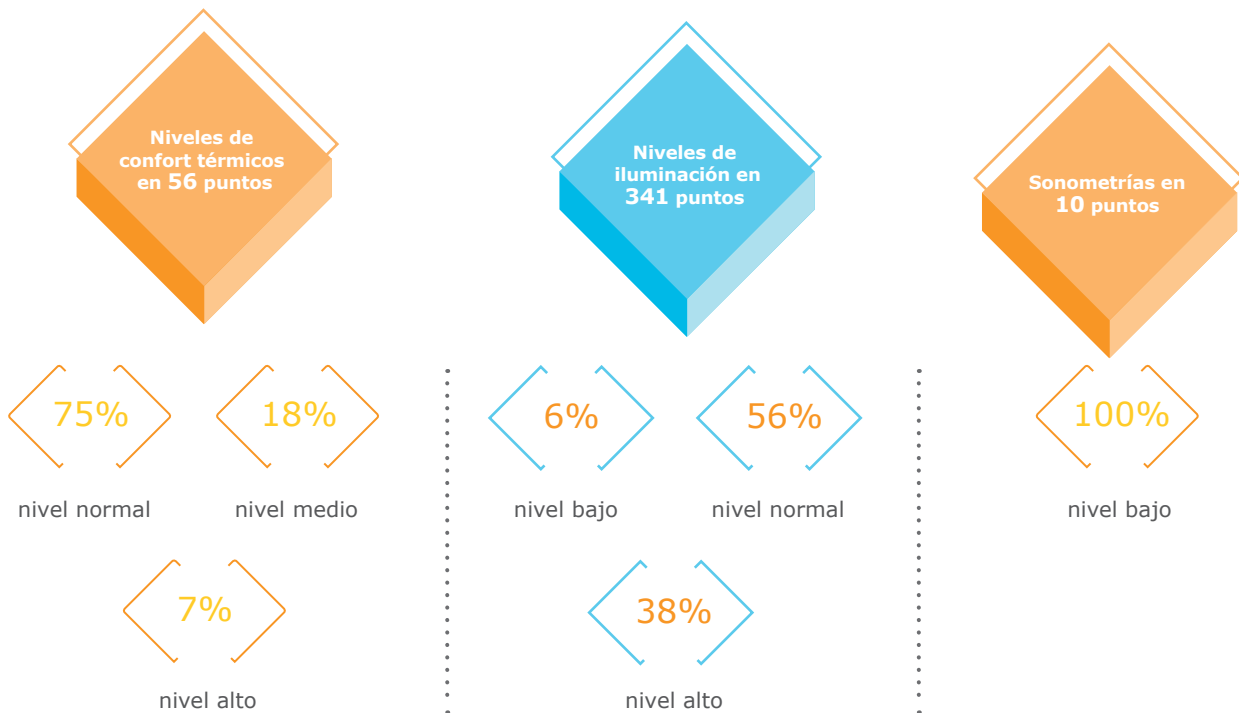 Niveles de
confort térmicos
en 56 puntos
75%
18%
nivel normal
nivel medio
7%
nivel alto
Niveles de
iluminación en
341 puntos
6%
56%
nivel bajo
nivel normal
38%
nivel alto
Sonometrías en
10 puntos
100%
nivel bajo